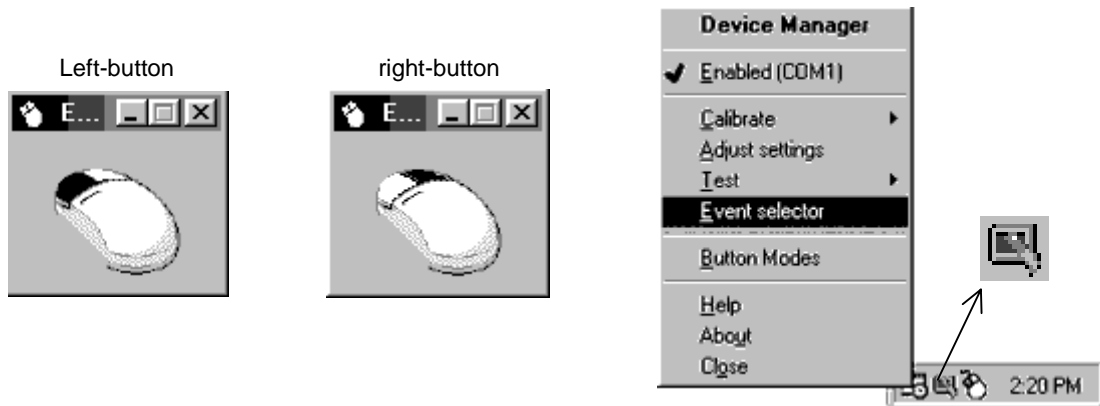 Left-button
E...
right-button
E...
Device Manager
Enabled (COM1)
Calibrate
Adjust settings
Test
Event selector
Button Modes
Help
About
Close
2:20 PM